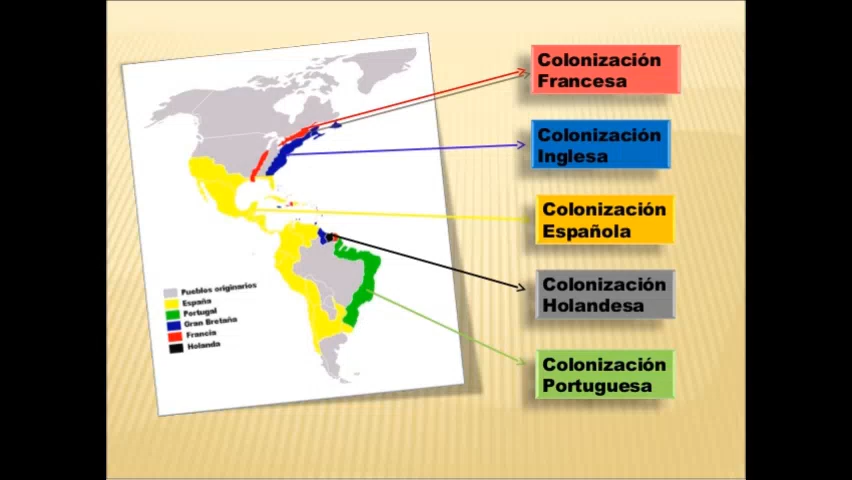 Colonización
Francesa
Colonización
Inglesa
Colonización
Española
Colonización
Holandesa
Colonización
Portuguesa
Pueblos originarios
España
Portugal
Gran Bretaña
Francia
Holanda